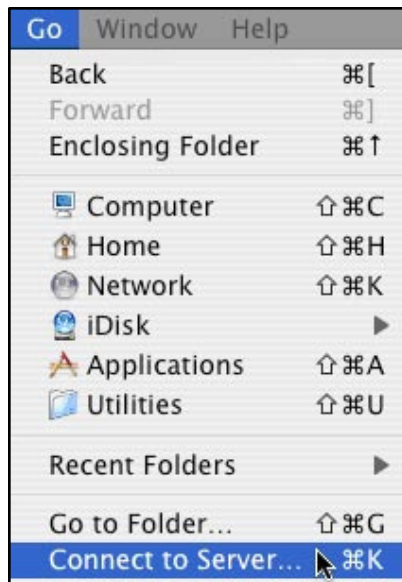 Go Window Help
Back ⌘[
Forward ⌘]
Enclosing Folder ⌘↑
Computer ⇧⌘C
Home ⇧⌘H
Network ⇧⌘K
iDisk ▶
Applications ⇧⌘A
Utilities ⇧⌘U
Recent Folders ▶
Go to Folder... ⇧⌘G
Connect to Server... ⌘K